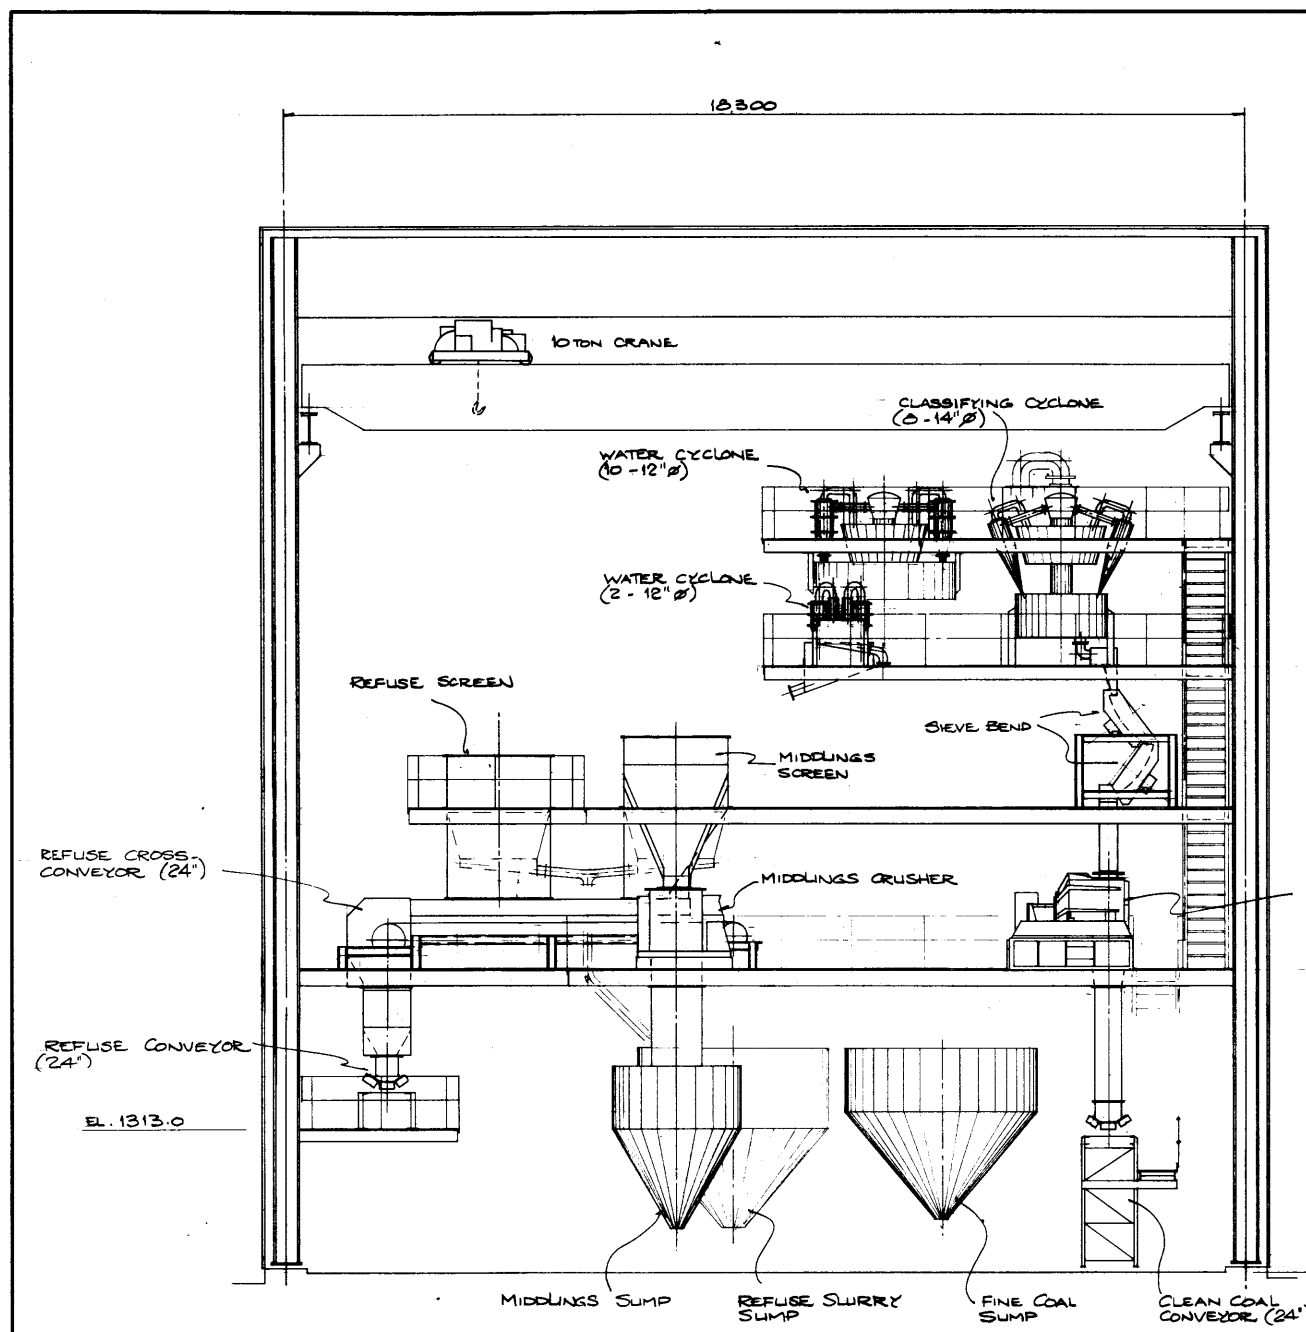 18,300
10 TON CRANE
CLASSIFYING CYCLONE
(8-14"Ø)
WATER CYCLONE
(10-12"Ø)
WATER CYCLONE
(2-12"Ø)
REFUSE SCREEN
SIEVE BEND
MIDDLINGS
SCREEN
REFUSE CROSS-
CONVEYOR (24")
MIDDLINGS CRUSHER
REFUSE CONVEYOR
(24")
EL. 1313.0
MIDDLINGS SUMP
REFUSE SLURRY
SUMP
FINE COAL
SUMP
CLEAN COAL
CONVEYOR (24"